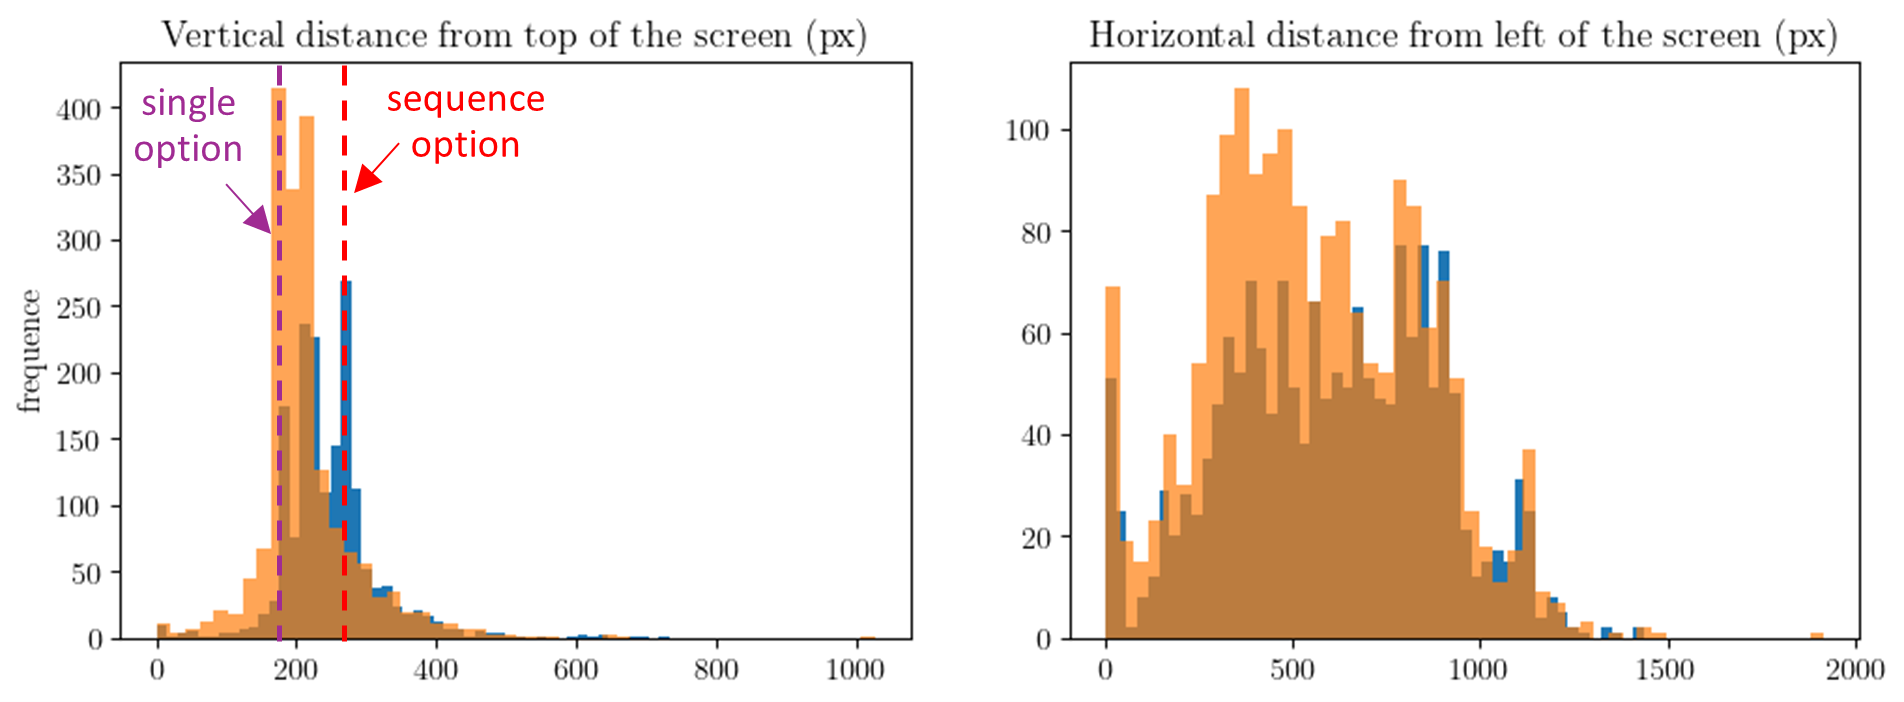 Vertical distance from top of the screen (px)
single
option
sequence
option
frequence
400
350
300
250
200
150
100
50
0
0 200 400 600 800 1000
Horizontal distance from left of the screen (px)
100
80
60
40
20
0
0 500 1000 1500 2000